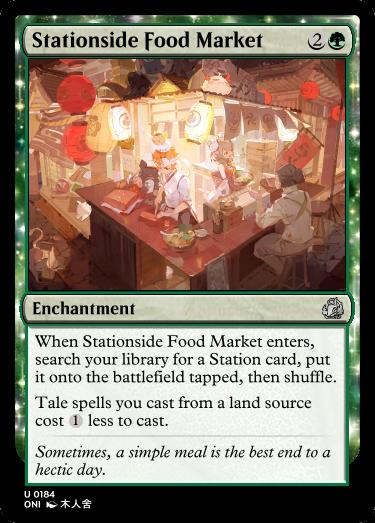 Stationside Food Market 2
Enchantment
When Stationside Food Market enters,
search your library for a Station card, put
it onto the battlefield tapped, then shuffle.
Tale spells you cast from a land source
cost 1 less to cast.
Sometimes, a simple meal is the best end to a
hectic day.
U 0184
ONI 木人舍